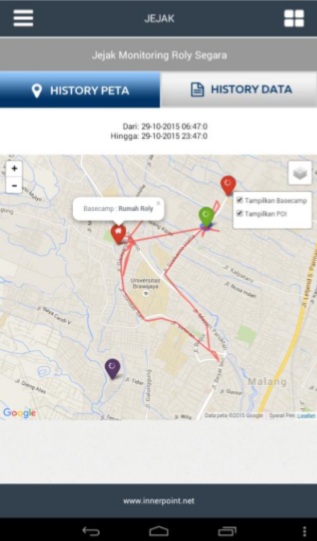 JEJAK
Jejak Monitoring Roly Segara
HISTORY PETA
HISTORY DATA
Dari: 29-10-2015 06:47:0
Hingga: 29-10-2015 23:47:0
+
-
Basecamp : Rumah Roly
×
Tampilkan Basecamp
Tampilkan POI
Universitas
Brawijaya
Malang
Google
Data peta ©2015 Google
Leaflet
www.innerpoint.net